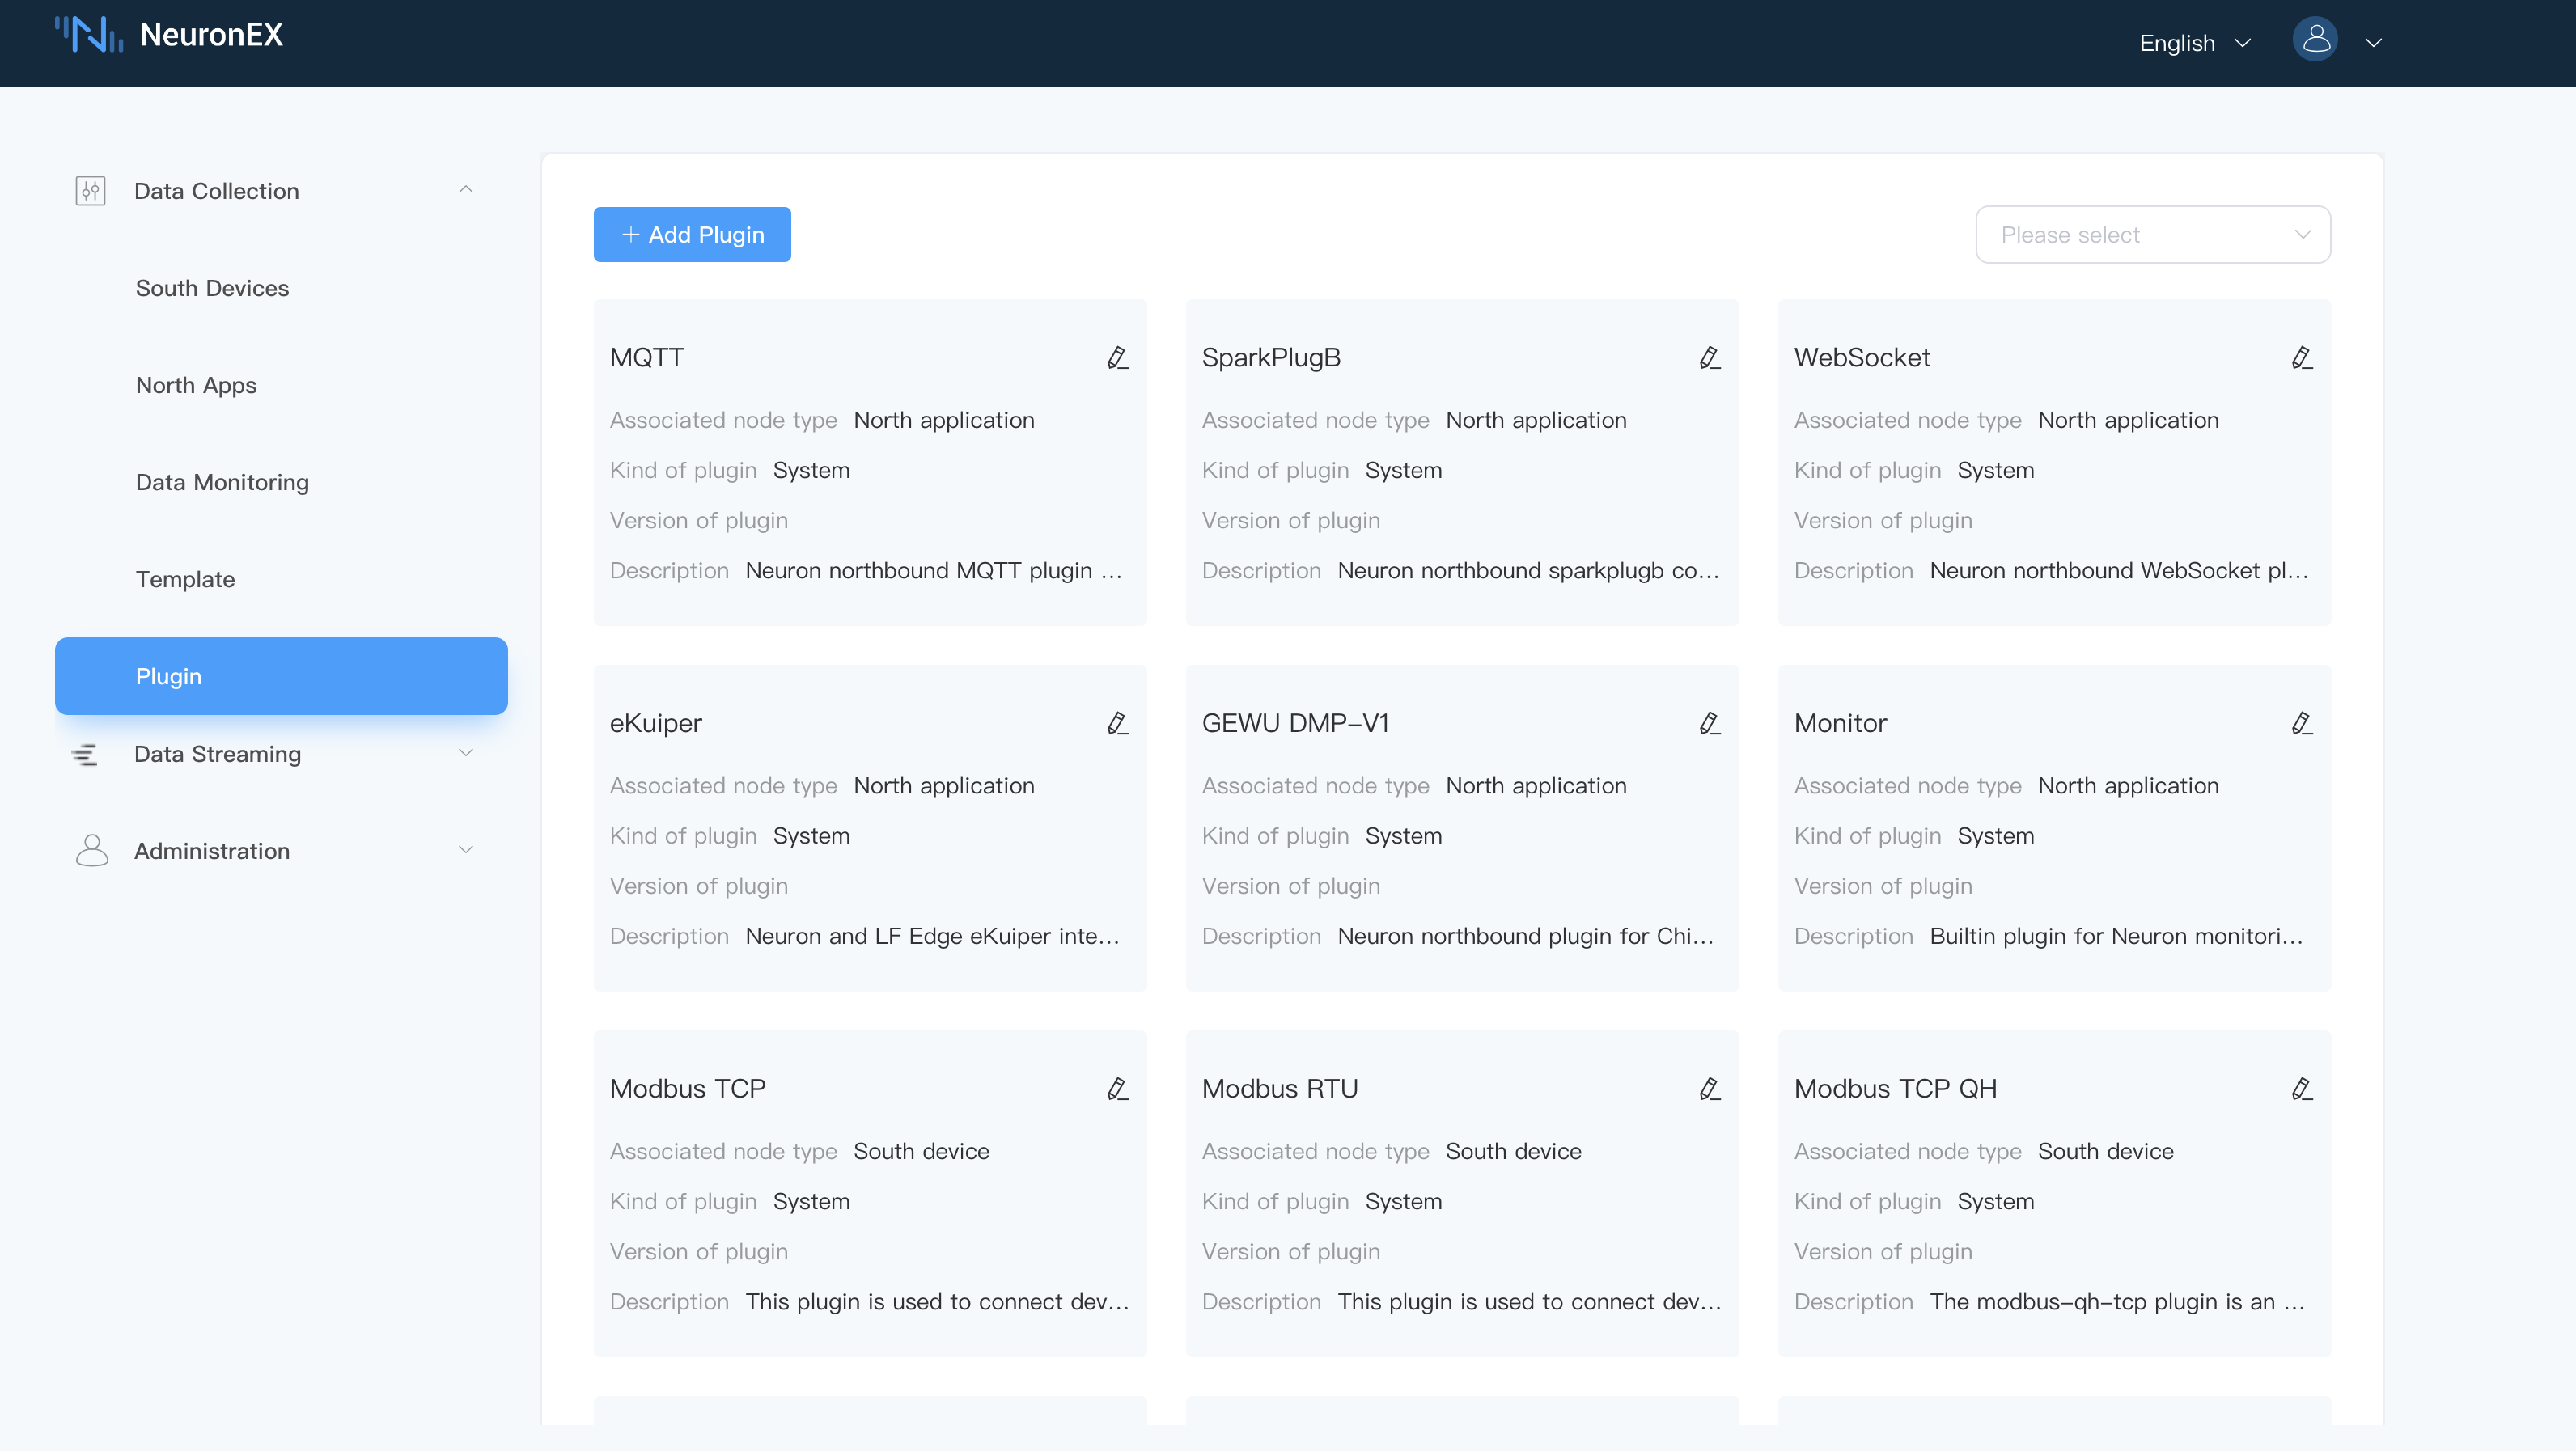 NeuronEX
English
Data Collection
South Devices
North Apps
Data Monitoring
Template
Plugin
Data Streaming
Administration
+ Add Plugin
Please select
MQTT
Associated node type North application
Kind of plugin System
Version of plugin
Description Neuron northbound MQTT plugin ...
SparkPlugB
Associated node type North application
Kind of plugin System
Version of plugin
Description Neuron northbound sparkplugb co...
WebSocket
Associated node type North application
Kind of plugin System
Version of plugin
Description Neuron northbound WebSocket pl...
eKuiper
Associated node type North application
Kind of plugin System
Version of plugin
Description Neuron and LF Edge eKuiper inte...
GEWU DMP-V1
Associated node type North application
Kind of plugin System
Version of plugin
Description Neuron northbound plugin for Chi...
Monitor
Associated node type North application
Kind of plugin System
Version of plugin
Description Builtin plugin for Neuron monitori...
Modbus TCP
Associated node type South device
Kind of plugin System
Version of plugin
Description This plugin is used to connect dev...
Modbus RTU
Associated node type South device
Kind of plugin System
Version of plugin
Description This plugin is used to connect dev...
Modbus TCP QH
Associated node type South device
Kind of plugin System
Version of plugin
Description The modbus-qh-tcp plugin is an ...